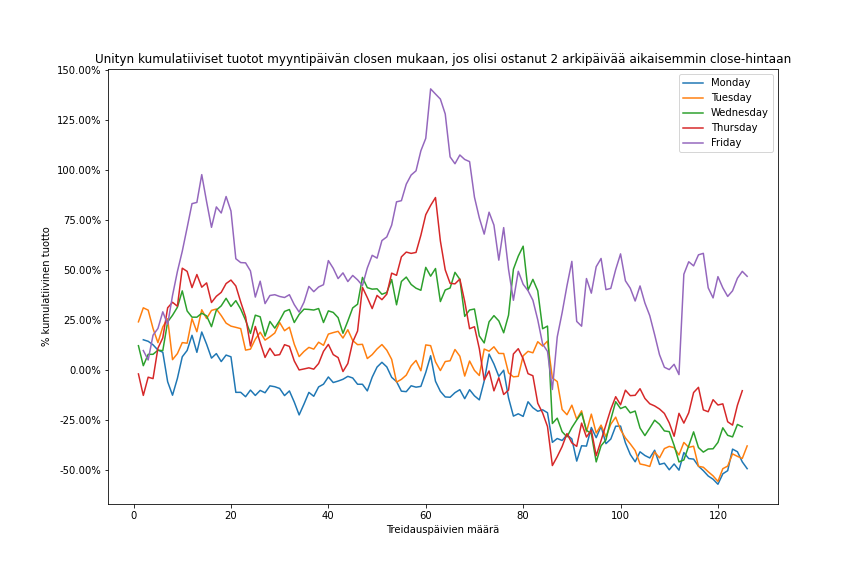 Unityn kumulatiiviset tuotot myyntipäivän closen mukaan, jos olisi ostanut 2 arkipäivää aikaisemmin close-hintaan
150.00%
125.00%
100.00%
75.00%
50.00%
25.00%
0.00%
-25.00%
-50.00%
% kumulatiivinen tuotto
Monday
Tuesday
Wednesday
Thursday
Friday
0 20 40 60 80 100 120
Treidauspäivien määrä